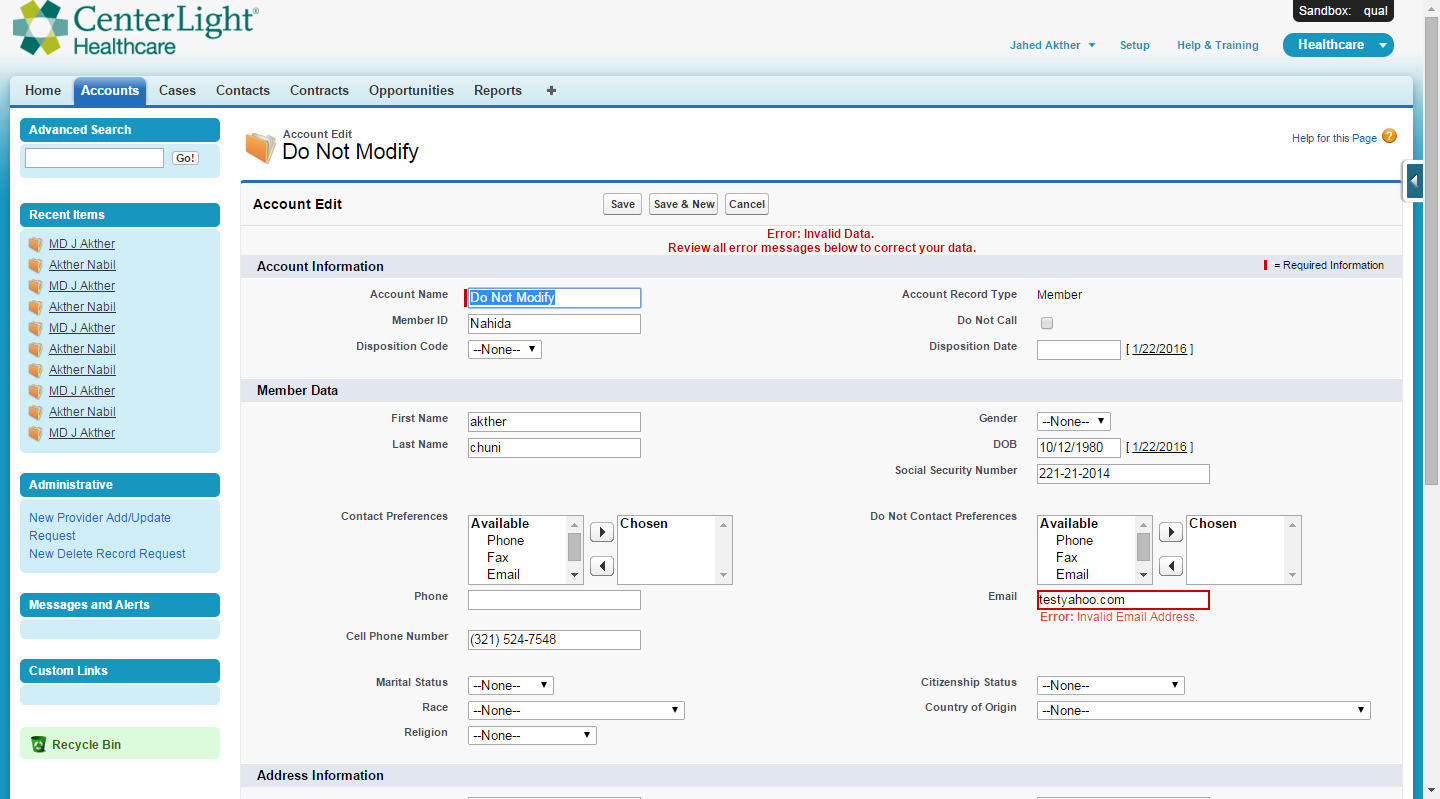 CenterLight®
Healthcare
Sandbox: qual
Jahed Akther Setup Help & Training Healthcare
Home Accounts Cases Contacts Contracts Opportunities Reports +
Advanced Search
Go!
Recent Items
MD J Akther
Akther Nabil
MD J Akther
Akther Nabil
MD J Akther
Akther Nabil
Akther Nabil
MD J Akther
Akther Nabil
MD J Akther
Administrative
New Provider Add/Update
Request
New Delete Record Request
Messages and Alerts
Custom Links
Recycle Bin
Account Edit
Do Not Modify
Help for this Page ?
Account Edit Save Save & New Cancel
Error: Invalid Data.
Review all error messages below to correct your data.
Account Information = Required Information
Account Name Do Not Modify Account Record Type Member
Member ID Nahida Do Not Call
Disposition Code --None-- Disposition Date [ 1/22/2016 ]
Member Data
First Name akther Gender --None--
Last Name chuni DOB 10/12/1980 [ 1/22/2016 ]
Social Security Number 221-21-2014
Contact Preferences Available Chosen Do Not Contact Preferences Available Chosen
Phone Phone
Fax Fax
Email Email
Phone Email testyahoo.com
Error: Invalid Email Address.
Cell Phone Number (321) 524-7548
Marital Status --None-- Citizenship Status --None--
Race --None-- Country of Origin --None--
Religion --None--
Address Information